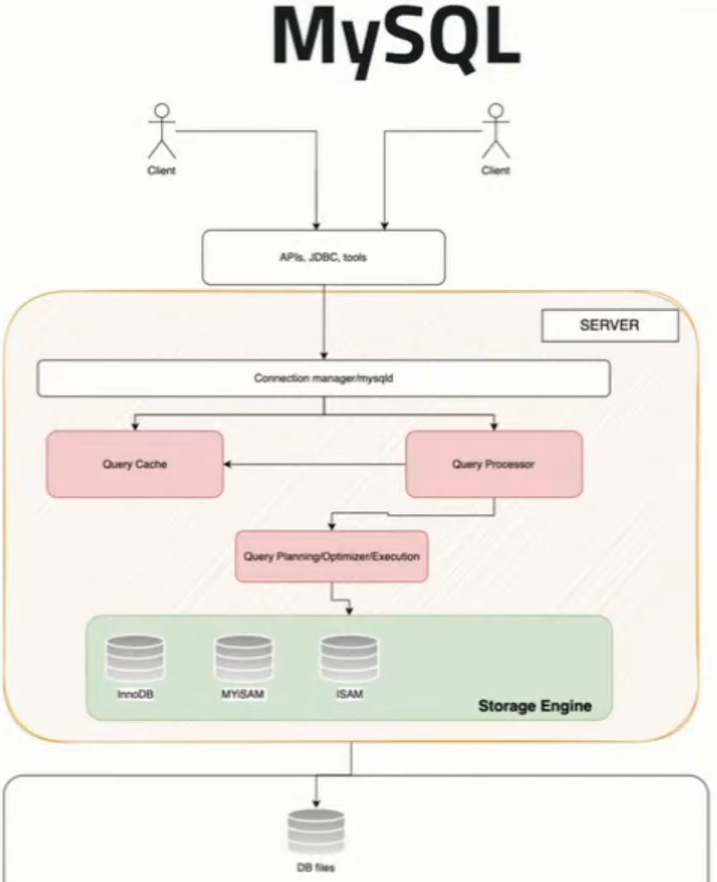 MySQL
Client
Client
APIs, JDBC, tools
SERVER
Connection manager/mysqld
Query Cache
Query Processor
Query Planning/Optimizer/Execution
InnoDB
MYiSAM
ISAM
Storage Engine
DB files